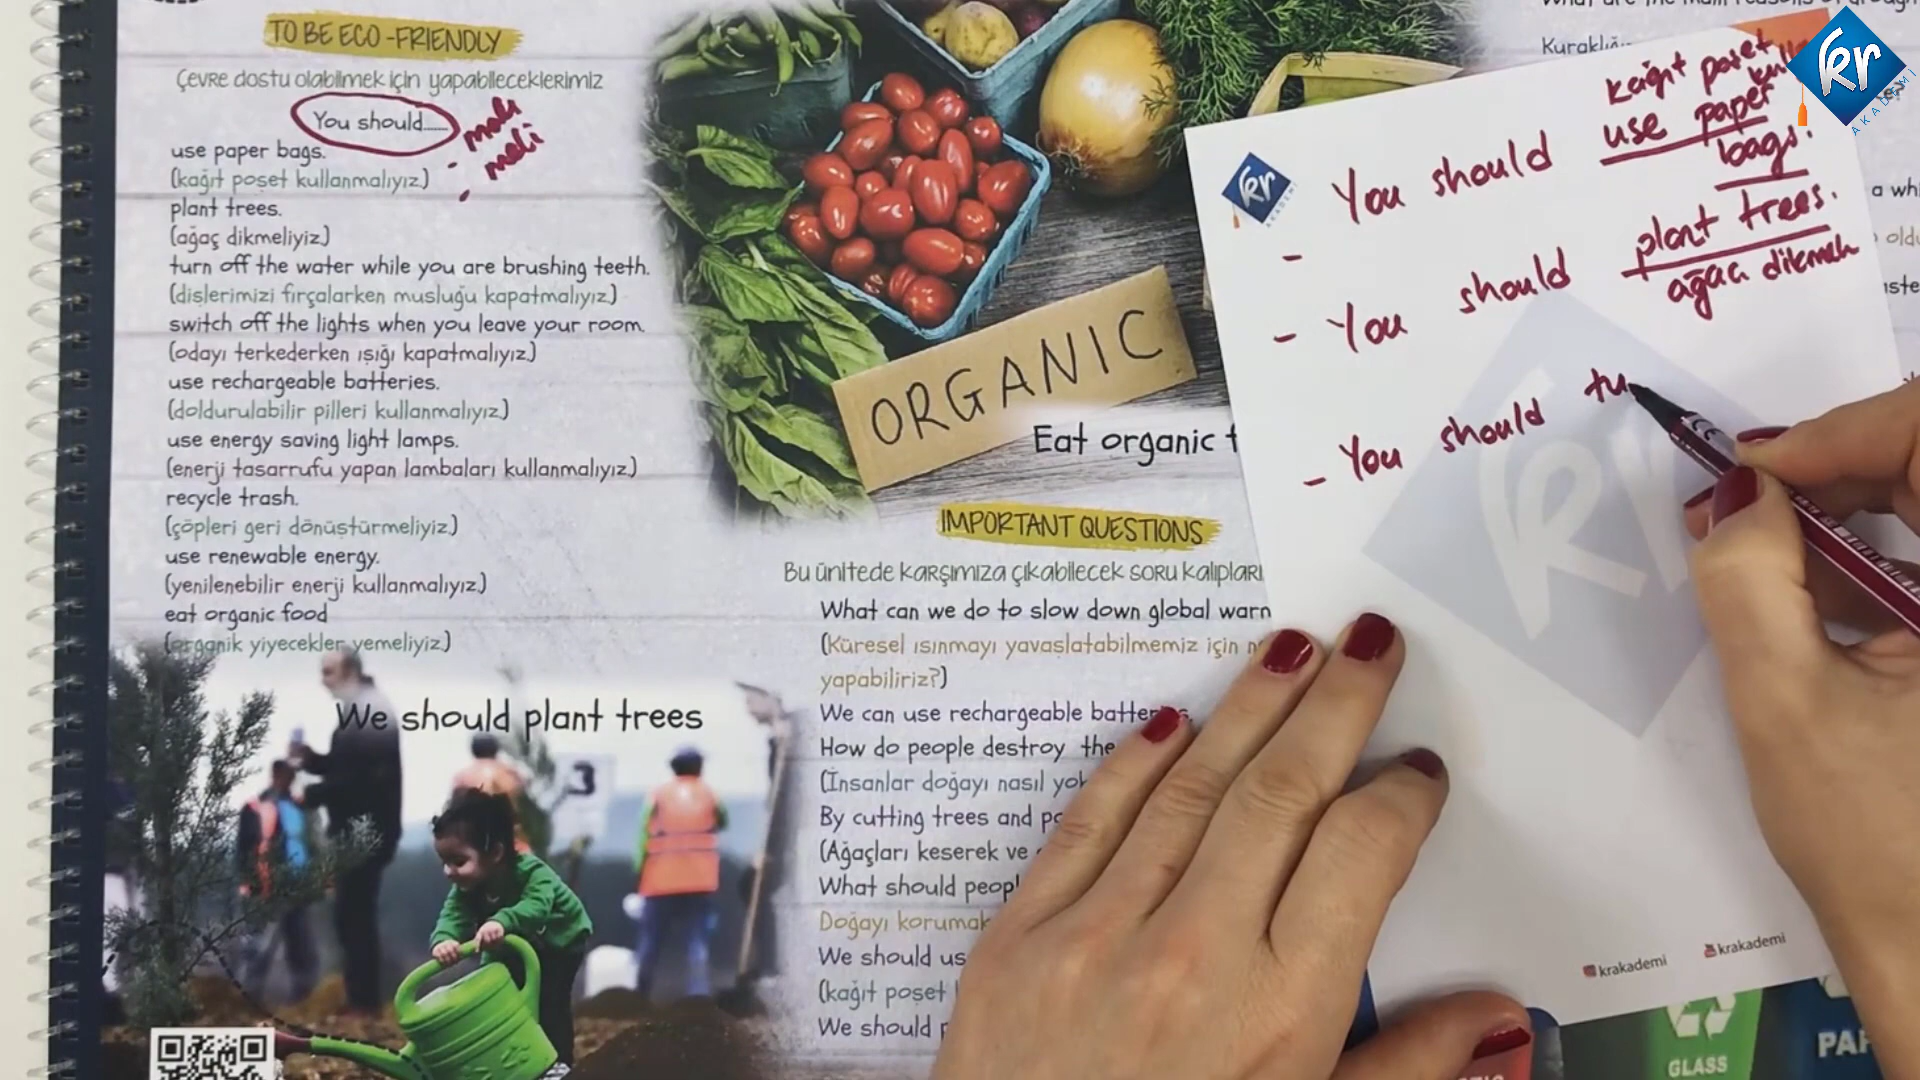 TO BE ECO-FRIENDLY
Çevre dostu olabilmek için yapabileceklerimiz
You should......
malı
meli
use paper bags.
(kağıt poşet kullanmalıyız.)
plant trees.
(ağaç dikmeliyiz.)
turn off the water while you are brushing teeth.
(dişlerimizi fırçalarken musluğu kapatmalıyız.)
switch off the lights when you leave your room.
(odayı terkederken ışığı kapatmalıyız.)
use rechargeable batteries.
(doldurulabilir pilleri kullanmalıyız.)
use energy saving light lamps.
(enerji tasarrufu yapan lambaları kullanmalıyız.)
recycle trash.
(çöpleri geri dönüştürmeliyiz.)
use renewable energy.
(yenilenebilir enerji kullanmalıyız.)
eat organic food
(organik yiyecekler yemeliyiz.)
We should plant trees
3
ORGANIC
Eat organic
IMPORTANT QUESTIONS
Bu ünitede karşımıza çıkabilecek soru kalıpları
What can we do to slow down global
(Küresel ısınmayı yavaşlatabilmemiz için
yapabiliriz?)
We can use rechargeable batteries.
How do people destroy the
(İnsanlar doğayı nasıl
By cutting trees and
(Ağaçları keserek ve
What should
Doğayı korumak
We should
(kağıt poşet
We should
kağıt poşet
- You should use paper
bags.
- You should plant trees.
ağaç dikmek
- You should tu
kr
AKADEMİ
kr
AKADEMİ
kr
krakademi
krakademi
GLASS